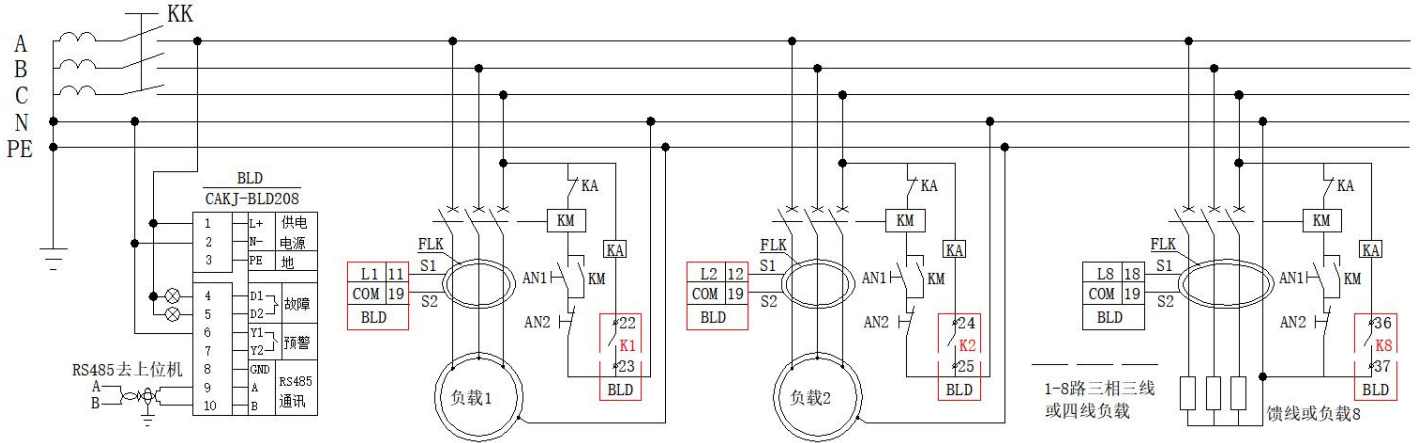 KK
A
B
C
N
PE
BLD
CAKJ-BLD208
1 L+ 供电
2 N- 电源
3 PE 地
4 D1 故障
5 D2
6 Y1 预警
7 Y2
8 GND RS485
9 A 通讯
10 B
RS485去上位机
A
B
KA
KM
KA
FLK
S1
L1 11
COM 19
S2
BLD
AN1
KM
AN2
22
K1
23
BLD
负载1
KA
KM
KA
FLK
S1
L2 12
COM 19
S2
BLD
AN1
KM
AN2
24
K2
25
BLD
负载2
KA
KM
KA
FLK
S1
L8 18
COM 19
S2
BLD
AN1
KM
AN2
36
K8
37
BLD
1-8路三相三线
或四线负载
馈线或负载8